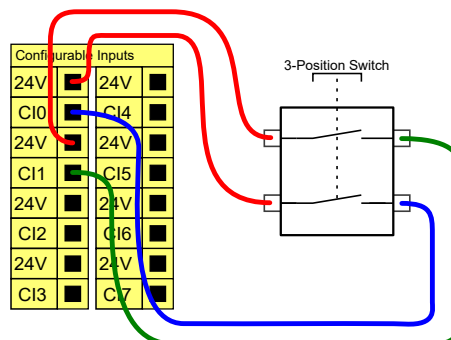 Configurable Inputs
3-Position Switch
24V 24V
CI0 CI4
24V 24V
CI1 CI5
24V 24V
CI2 CI6
24V 24V
CI3 CI7